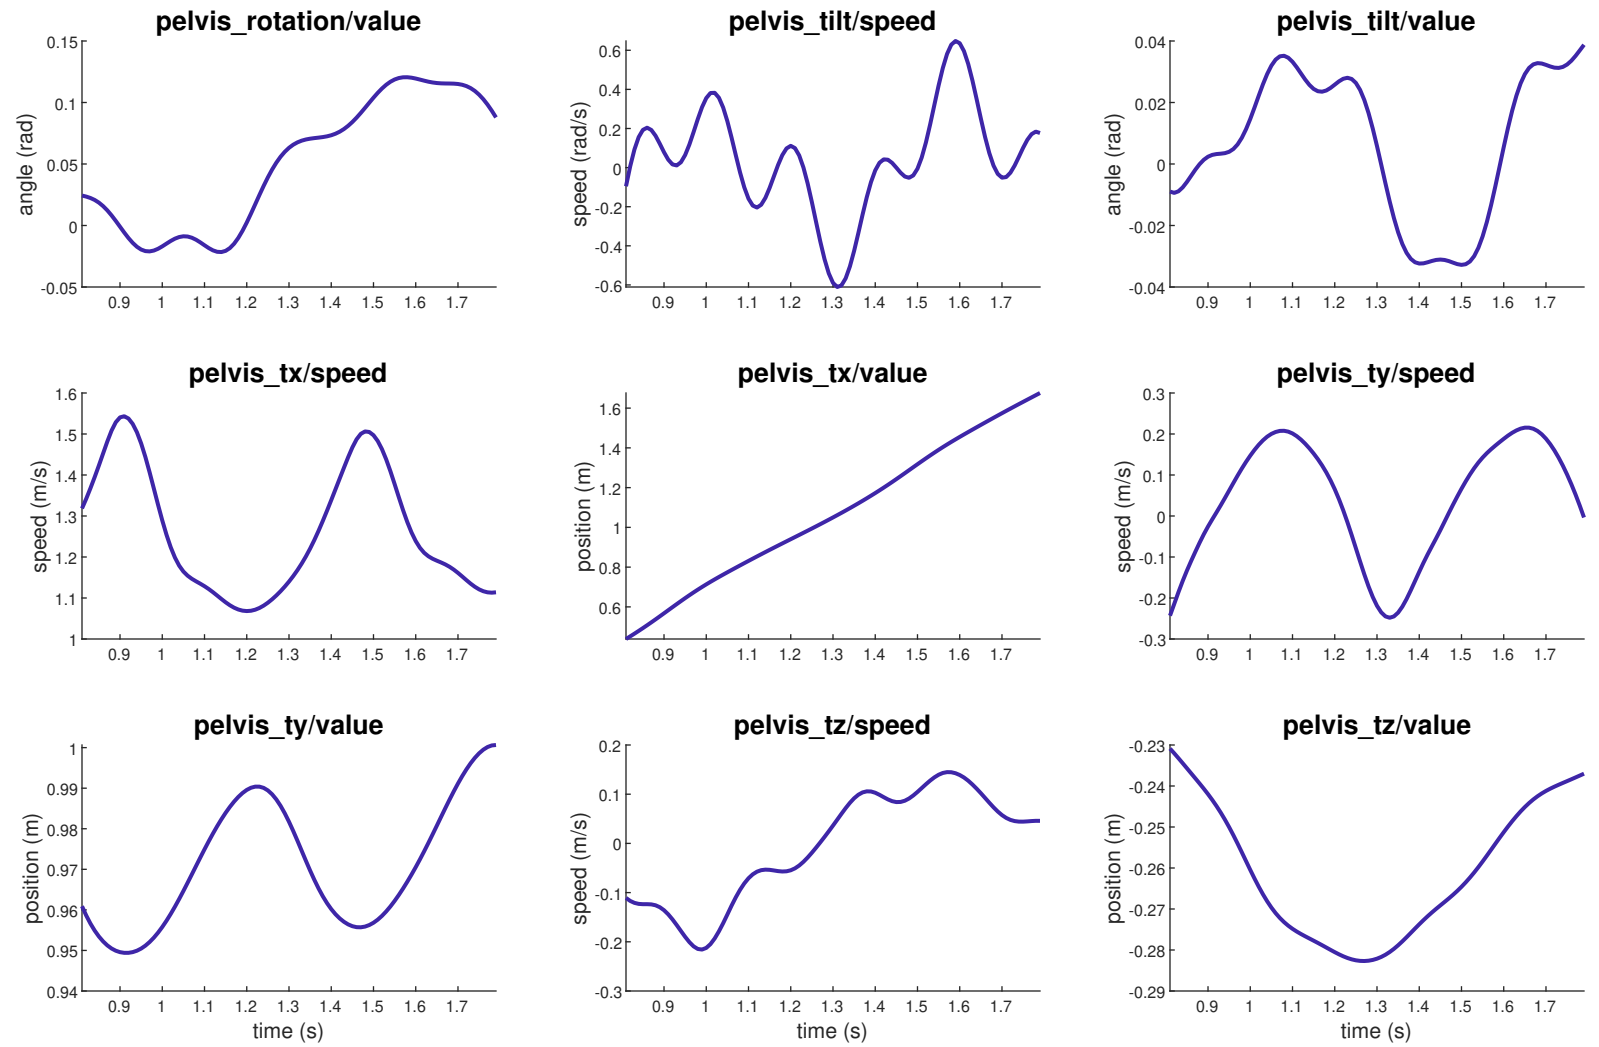 pelvis_rotation/value
0.15
0.1
0.05
0
-0.05
angle (rad)
0.9 1 1.1 1.2 1.3 1.4 1.5 1.6 1.7
pelvis_tilt/speed
0.6
0.4
0.2
0
-0.2
-0.4
-0.6
speed (rad/s)
0.9 1 1.1 1.2 1.3 1.4 1.5 1.6 1.7
pelvis_tilt/value
0.04
0.02
0
-0.02
-0.04
angle (rad)
0.9 1 1.1 1.2 1.3 1.4 1.5 1.6 1.7
pelvis_tx/speed
1.6
1.5
1.4
1.3
1.2
1.1
1
speed (m/s)
0.9 1 1.1 1.2 1.3 1.4 1.5 1.6 1.7
pelvis_tx/value
1.6
1.4
1.2
1
0.8
0.6
position (m)
0.9 1 1.1 1.2 1.3 1.4 1.5 1.6 1.7
pelvis_ty/speed
0.3
0.2
0.1
0
-0.1
-0.2
-0.3
speed (m/s)
0.9 1 1.1 1.2 1.3 1.4 1.5 1.6 1.7
pelvis_ty/value
1
0.99
0.98
0.97
0.96
0.95
0.94
position (m)
0.9 1 1.1 1.2 1.3 1.4 1.5 1.6 1.7
time (s)
pelvis_tz/speed
0.2
0.1
0
-0.1
-0.2
-0.3
speed (m/s)
0.9 1 1.1 1.2 1.3 1.4 1.5 1.6 1.7
time (s)
pelvis_tz/value
-0.23
-0.24
-0.25
-0.26
-0.27
-0.28
-0.29
position (m)
0.9 1 1.1 1.2 1.3 1.4 1.5 1.6 1.7
time (s)